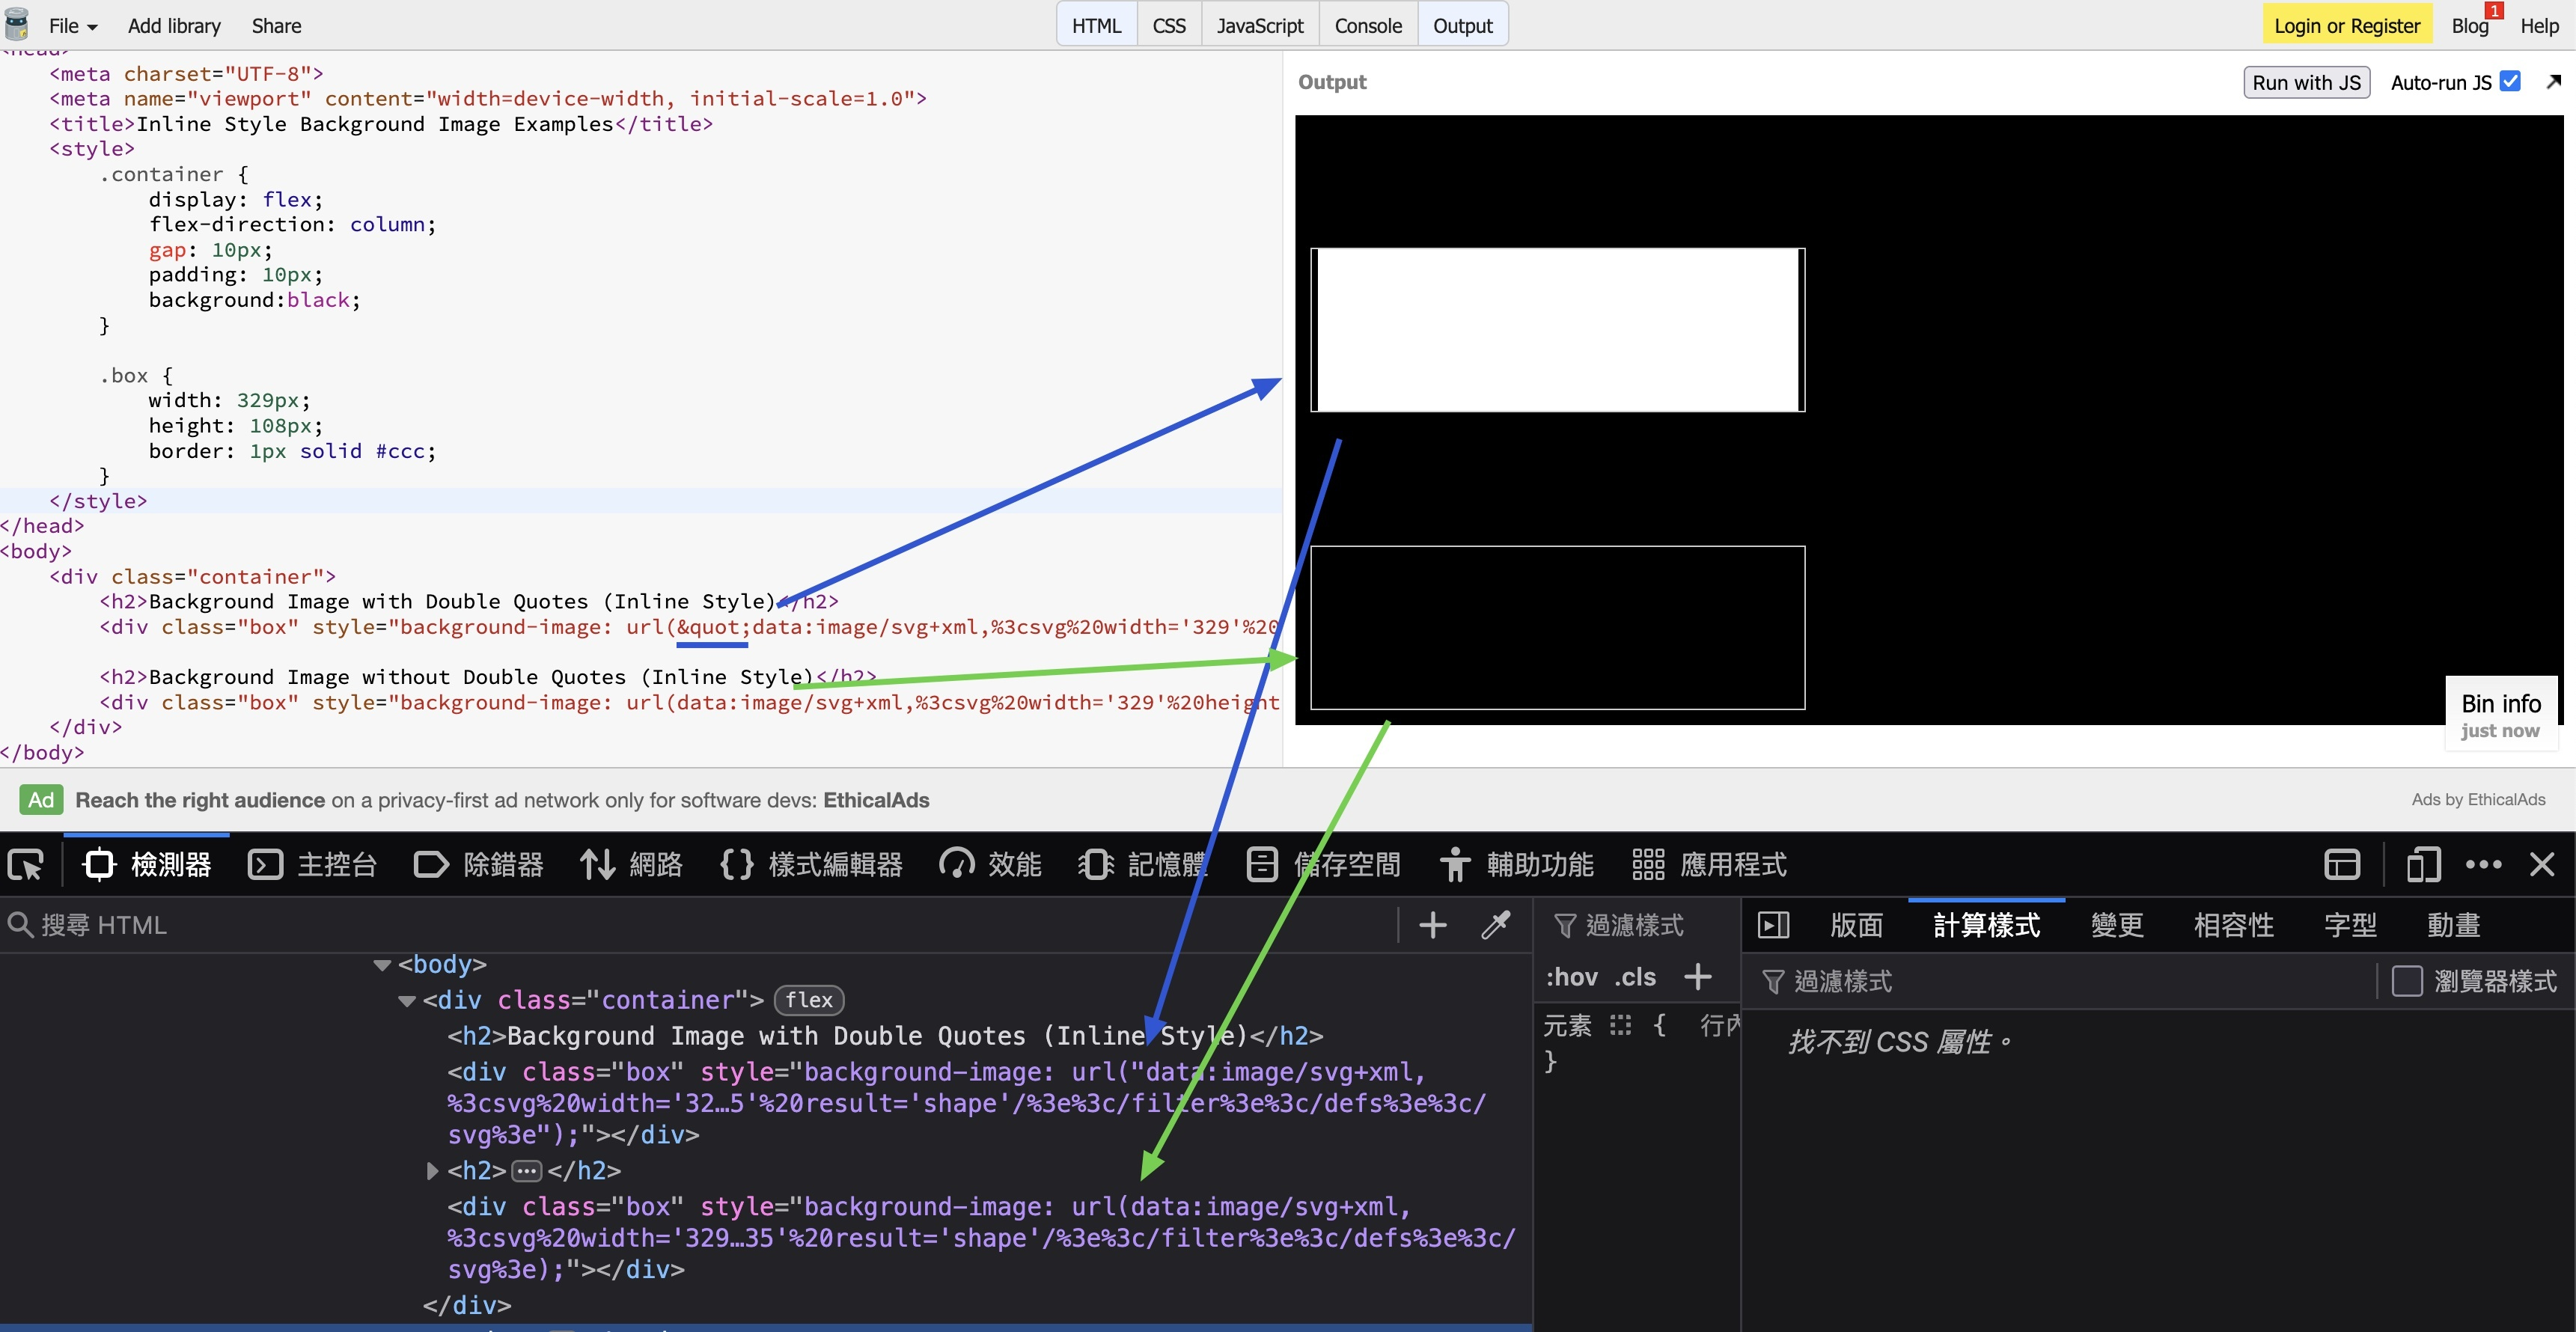 File Add library Share HTML CSS JavaScript Console Output Login or Register Blog 1 Help
<head>
<meta charset="UTF-8">
<meta name="viewport" content="width=device-width, initial-scale=1.0">
<title>Inline Style Background Image Examples</title>
<style>
.container {
display: flex;
flex-direction: column;
gap: 10px;
padding: 10px;
background:black;
}
.box {
width: 329px;
height: 108px;
border: 1px solid #ccc;
}
</style>
</head>
<body>
<div class="container">
<h2>Background Image with Double Quotes (Inline Style)</h2>
<div class="box" style="background-image: url(&quot;data:image/svg+xml,%3csvg%20width='329'%20
<h2>Background Image without Double Quotes (Inline Style)</h2>
<div class="box" style="background-image: url(data:image/svg+xml,%3csvg%20width='329'%20height
</div>
</body>
Output Run with JS Auto-run JS
Bin info
just now
Ad Reach the right audience on a privacy-first ad network only for software devs: EthicalAds Ads by EthicalAds
檢測器 主控台 除錯器 網路 {} 樣式編輯器 效能 記憶體 儲存空間 輔助功能 應用程式
搜尋 HTML
<body>
<div class="container"> flex
<h2>Background Image with Double Quotes (Inline Style)</h2>
<div class="box" style="background-image: url("data:image/svg+xml,
%3csvg%20width='32…5'%20result='shape'/%3e%3c/filter%3e%3c/defs%3e%3c/
svg%3e");"></div>
<h2>…</h2>
<div class="box" style="background-image: url(data:image/svg+xml,
%3csvg%20width='329…35'%20result='shape'/%3e%3c/filter%3e%3c/defs%3e%3c/
svg%3e);"></div>
</div>
過濾樣式
:hov .cls +
元素 { 行內
}
版面 計算樣式 變更 相容性 字型 動畫
過濾樣式 瀏覽器樣式
找不到 CSS 屬性。